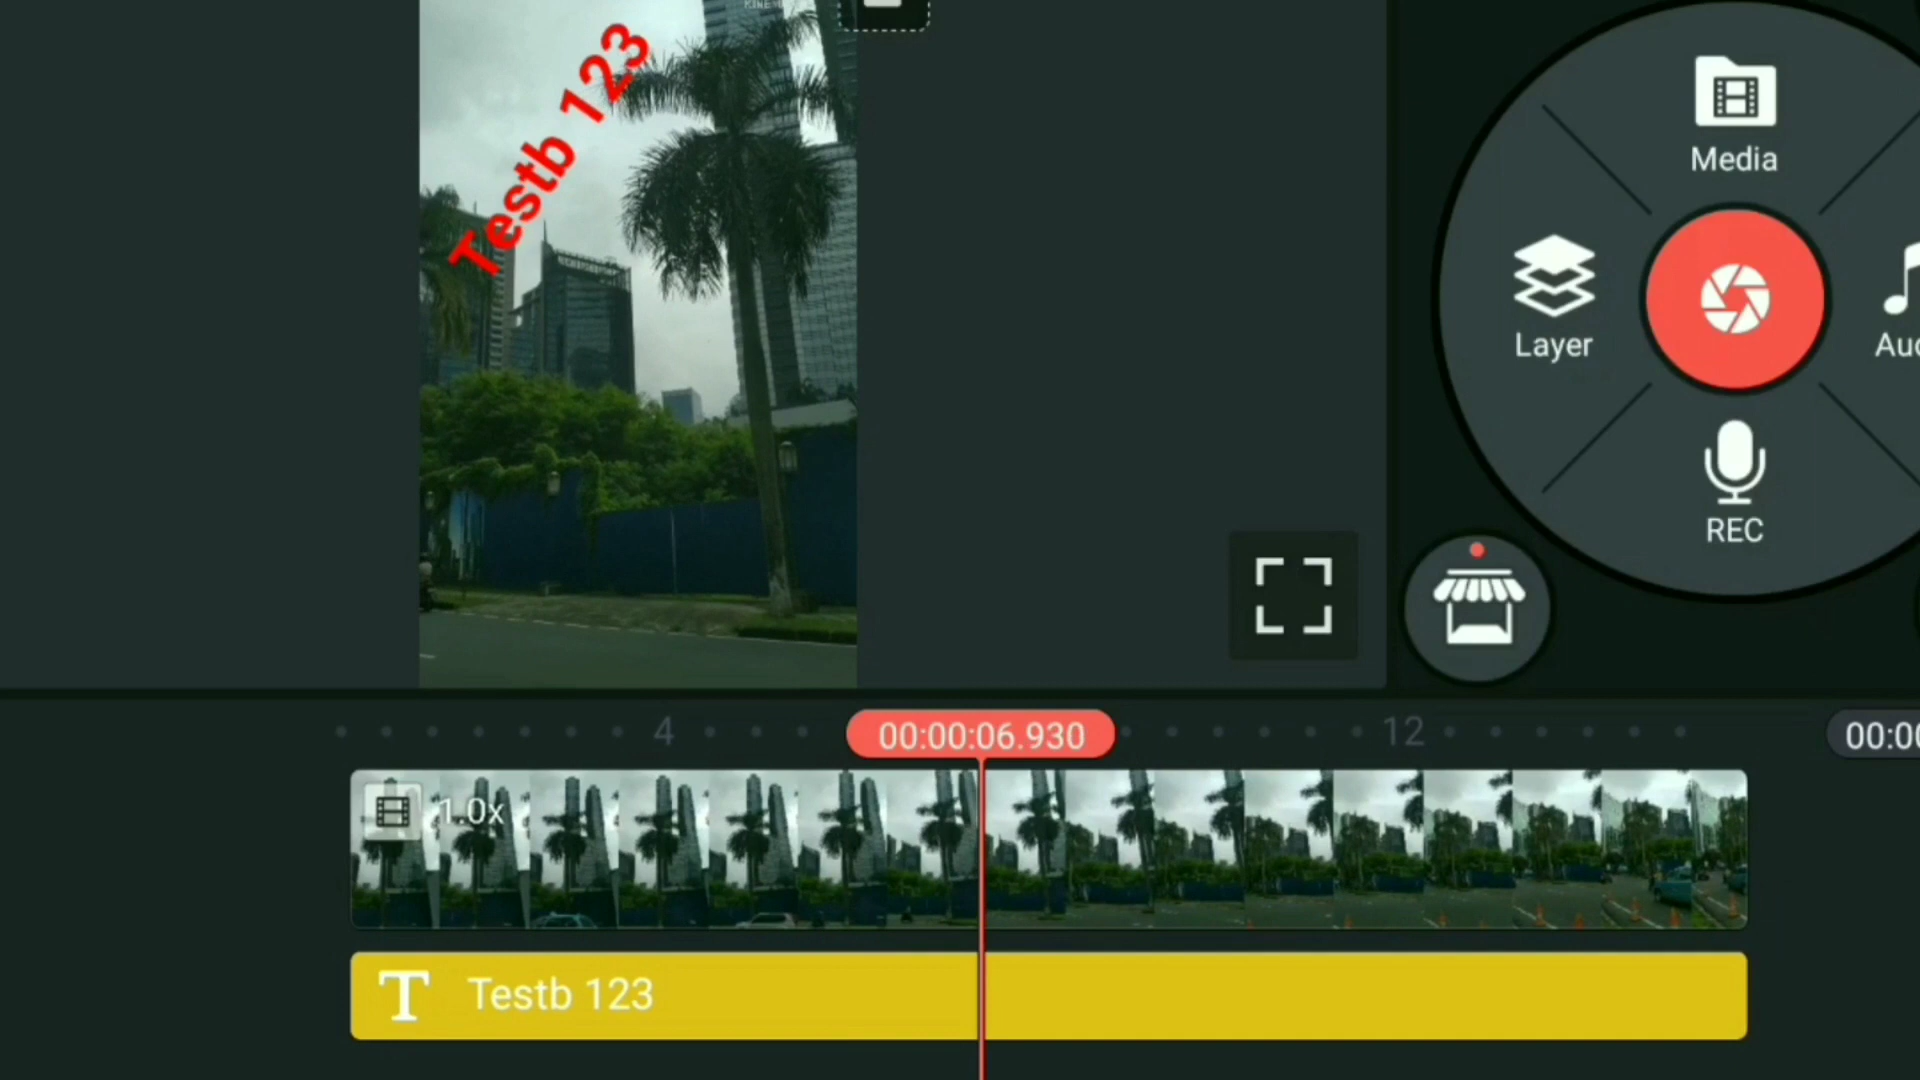 Testb 123
Media
Layer
REC
4
00:00:06.930
12
1.0x
Testb 123